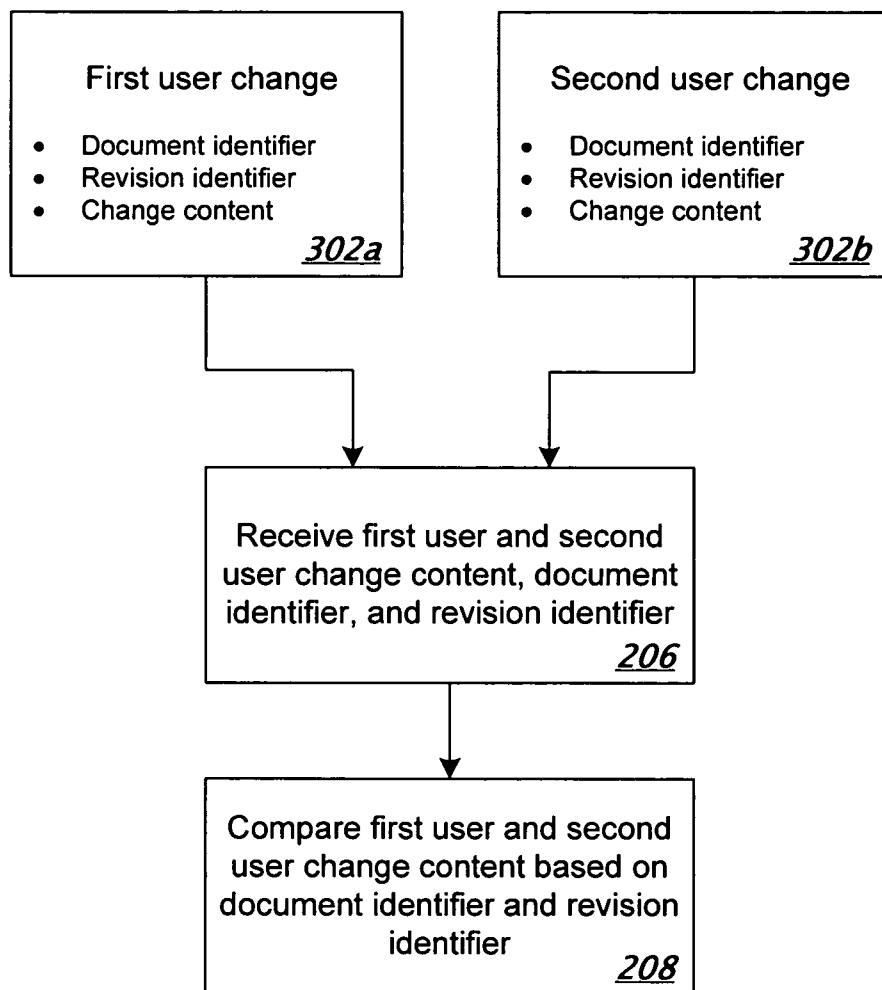 First user change
• Document identifier
• Revision identifier
• Change content
302a
Second user change
• Document identifier
• Revision identifier
• Change content
302b
Receive first user and second
user change content, document
identifier, and revision identifier
206
Compare first user and second
user change content based on
document identifier and revision
identifier
208